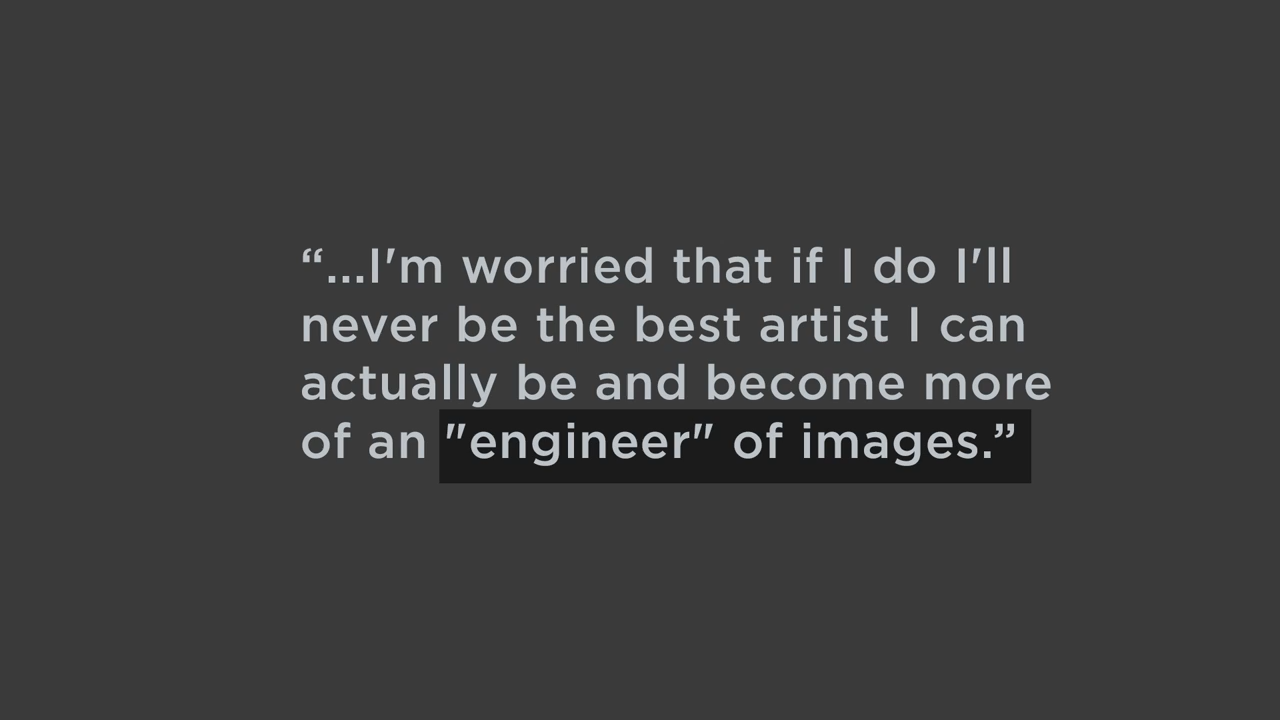 “...I'm worried that if I do I'll
never be the best artist I can
actually be and become more
of an "engineer" of images.”